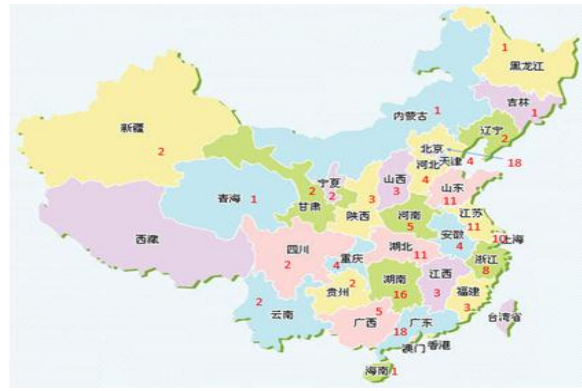 1
黑龙江
吉林
1
内蒙古
1
辽宁
2
新疆
2
北京
天津
4
18
河北
4
宁夏
2
山西
3
山东
11
青海
1
甘肃
2
陕西
3
河南
5
江苏
11
西藏
安徽
4
10
上海
四川
2
重庆
4
湖北
11
浙江
8
湖南
16
江西
3
贵州
2
福建
3
云南
2
广西
5
广东
18
台湾省
澳门
香港
海南
1